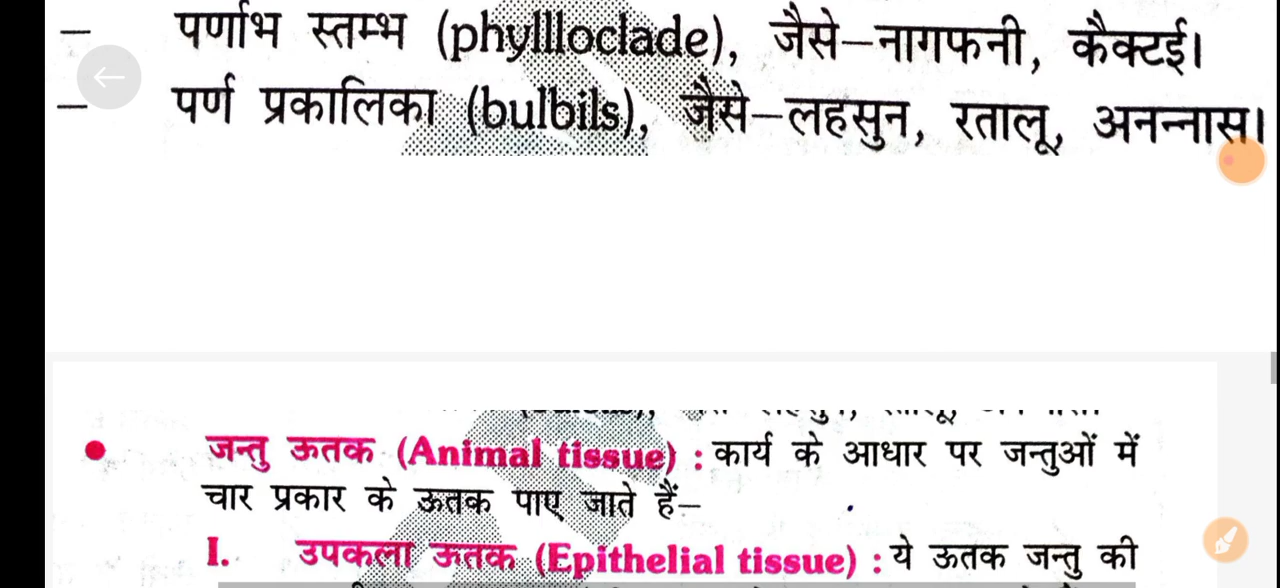 – पर्णाभ स्तम्भ (phyllloclade), जैसे–नागफनी, कैक्टई।
– पर्ण प्रकालिका (bulbils), जैसे–लहसुन, रतालू, अनन्नास।
• जन्तु ऊतक (Animal tissue) : कार्य के आधार पर जन्तुओं में
चार प्रकार के ऊतक पाए जाते हैं–
I. उपकला ऊतक (Epithelial tissue) : ये ऊतक जन्तु की